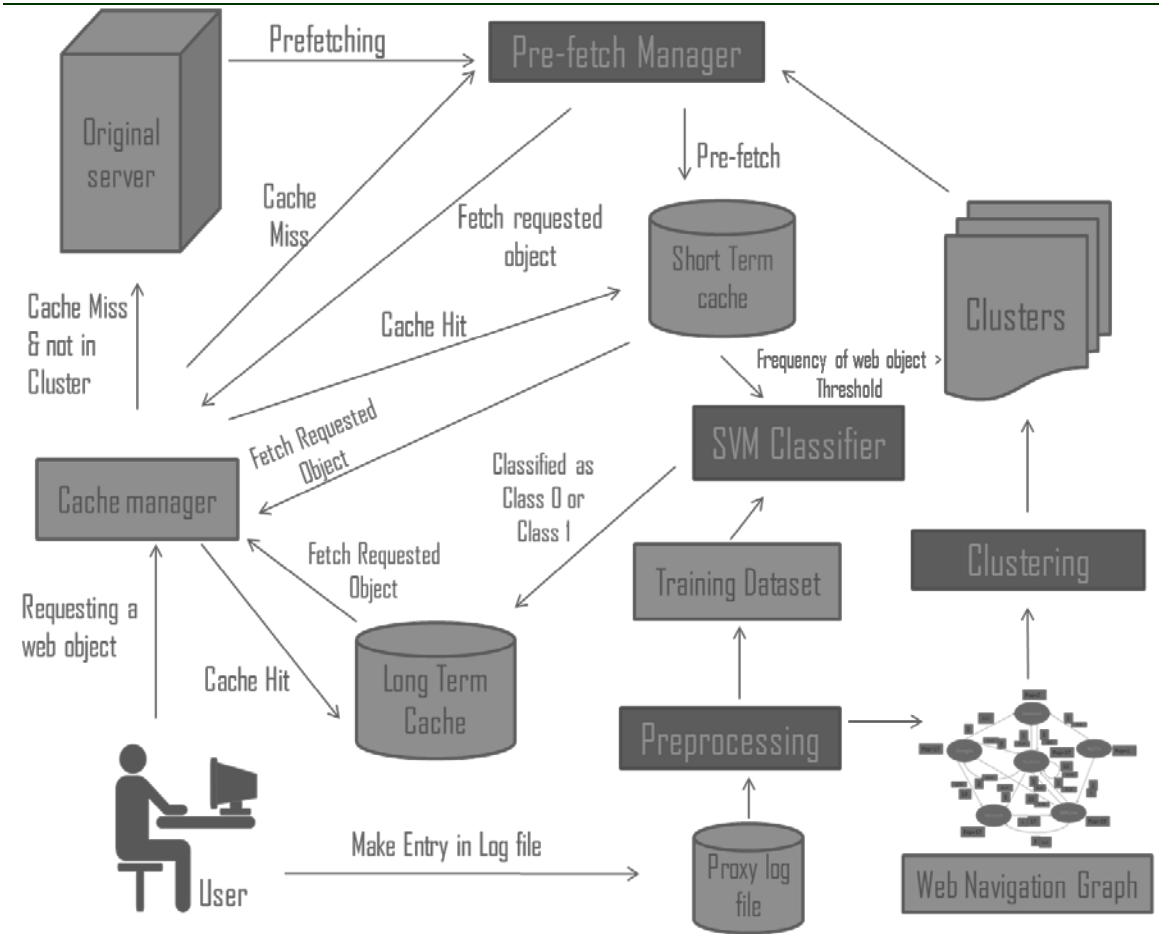 Prefetching
Pre-fetch Manager
Original
server
Cache
Miss
Fetch requested
object
Pre-fetch
Short Term
cache
Clusters
Cache Miss
& not in
Cluster
Cache Hit
Frequency of web object >
Threshold
Fetch Requested
Object
SVM Classifier
Classified as
Class 0 or
Class 1
Cache manager
Fetch Requested
Object
Training Dataset
Clustering
Requesting a
web object
Cache Hit
Long Term
Cache
Preprocessing
Make Entry in Log file
User
Proxy log
file
Web Navigation Graph